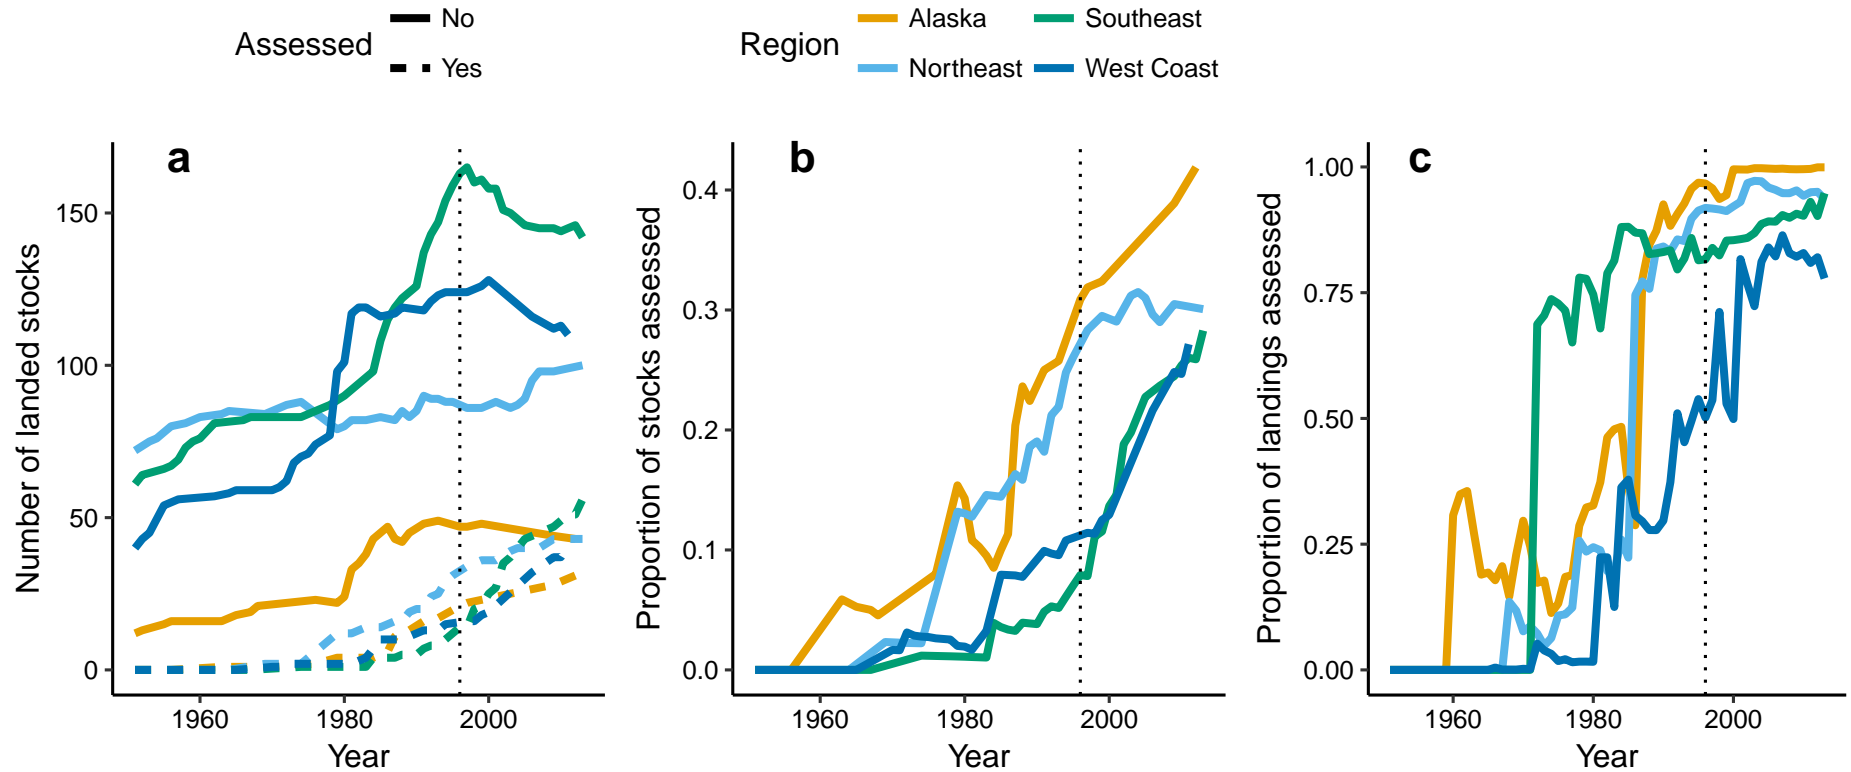 Assessed
No
Yes
Region
Alaska
Northeast
Southeast
West Coast
a
Number of landed stocks
150
100
50
0
1960
1980
2000
Year
b
Proportion of stocks assessed
0.4
0.3
0.2
0.1
0.0
1960
1980
2000
Year
c
Proportion of landings assessed
1.00
0.75
0.50
0.25
0.00
1960
1980
2000
Year